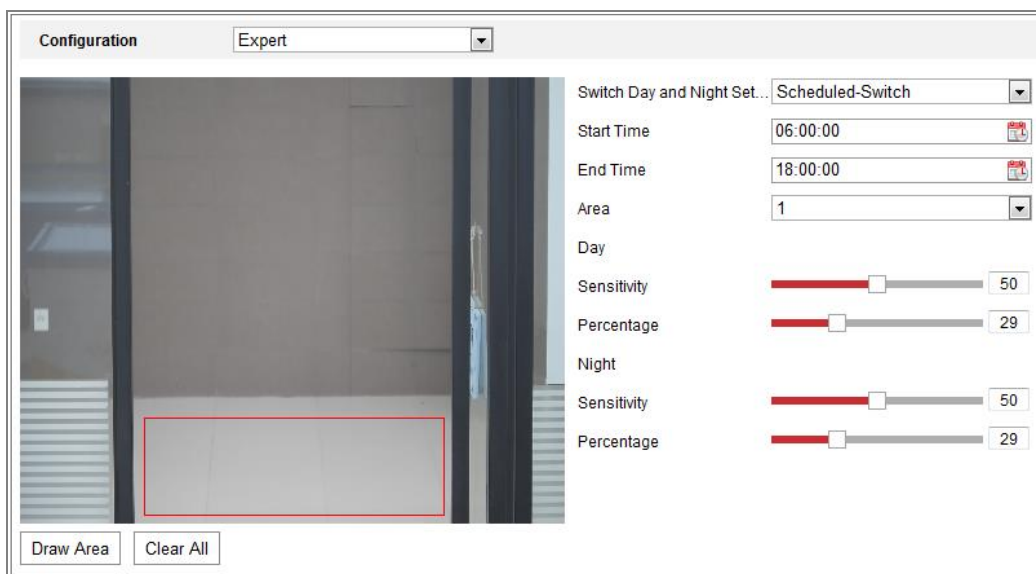 Configuration Expert
Switch Day and Night Set... Scheduled-Switch
Start Time 06:00:00
End Time 18:00:00
Area 1
Day
Sensitivity 50
Percentage 29
Night
Sensitivity 50
Percentage 29
Draw Area Clear All